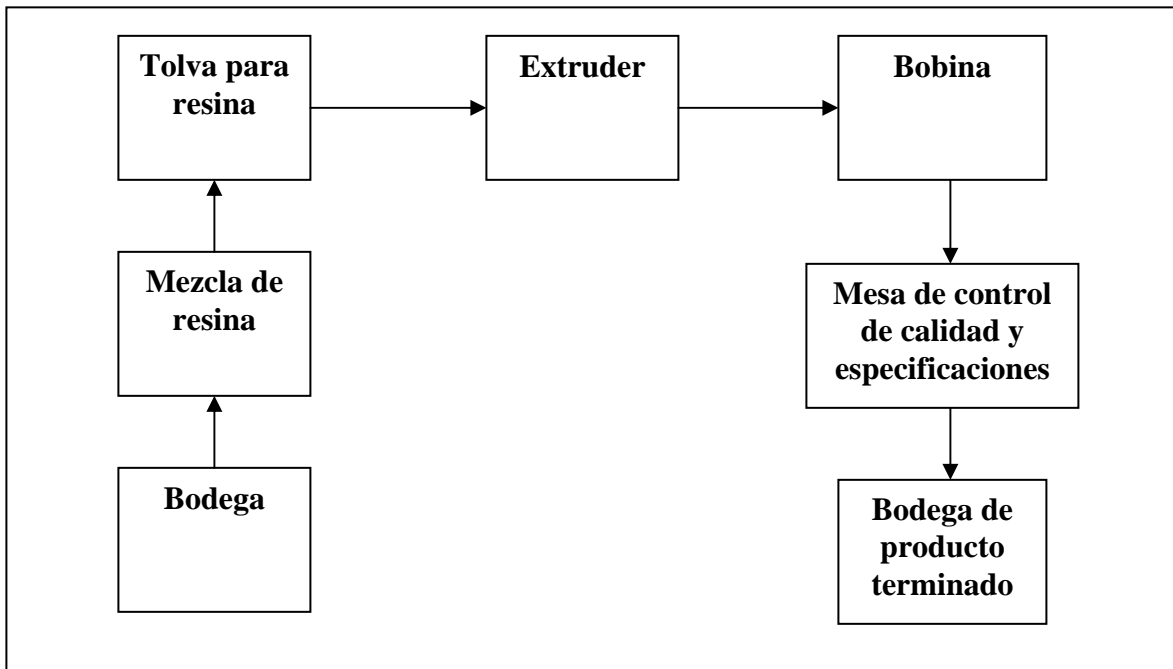 Tolva para
resina
Extruder
Bobina
Mezcla de
resina
Mesa de control
de calidad y
especificaciones
Bodega
Bodega de
producto
terminado